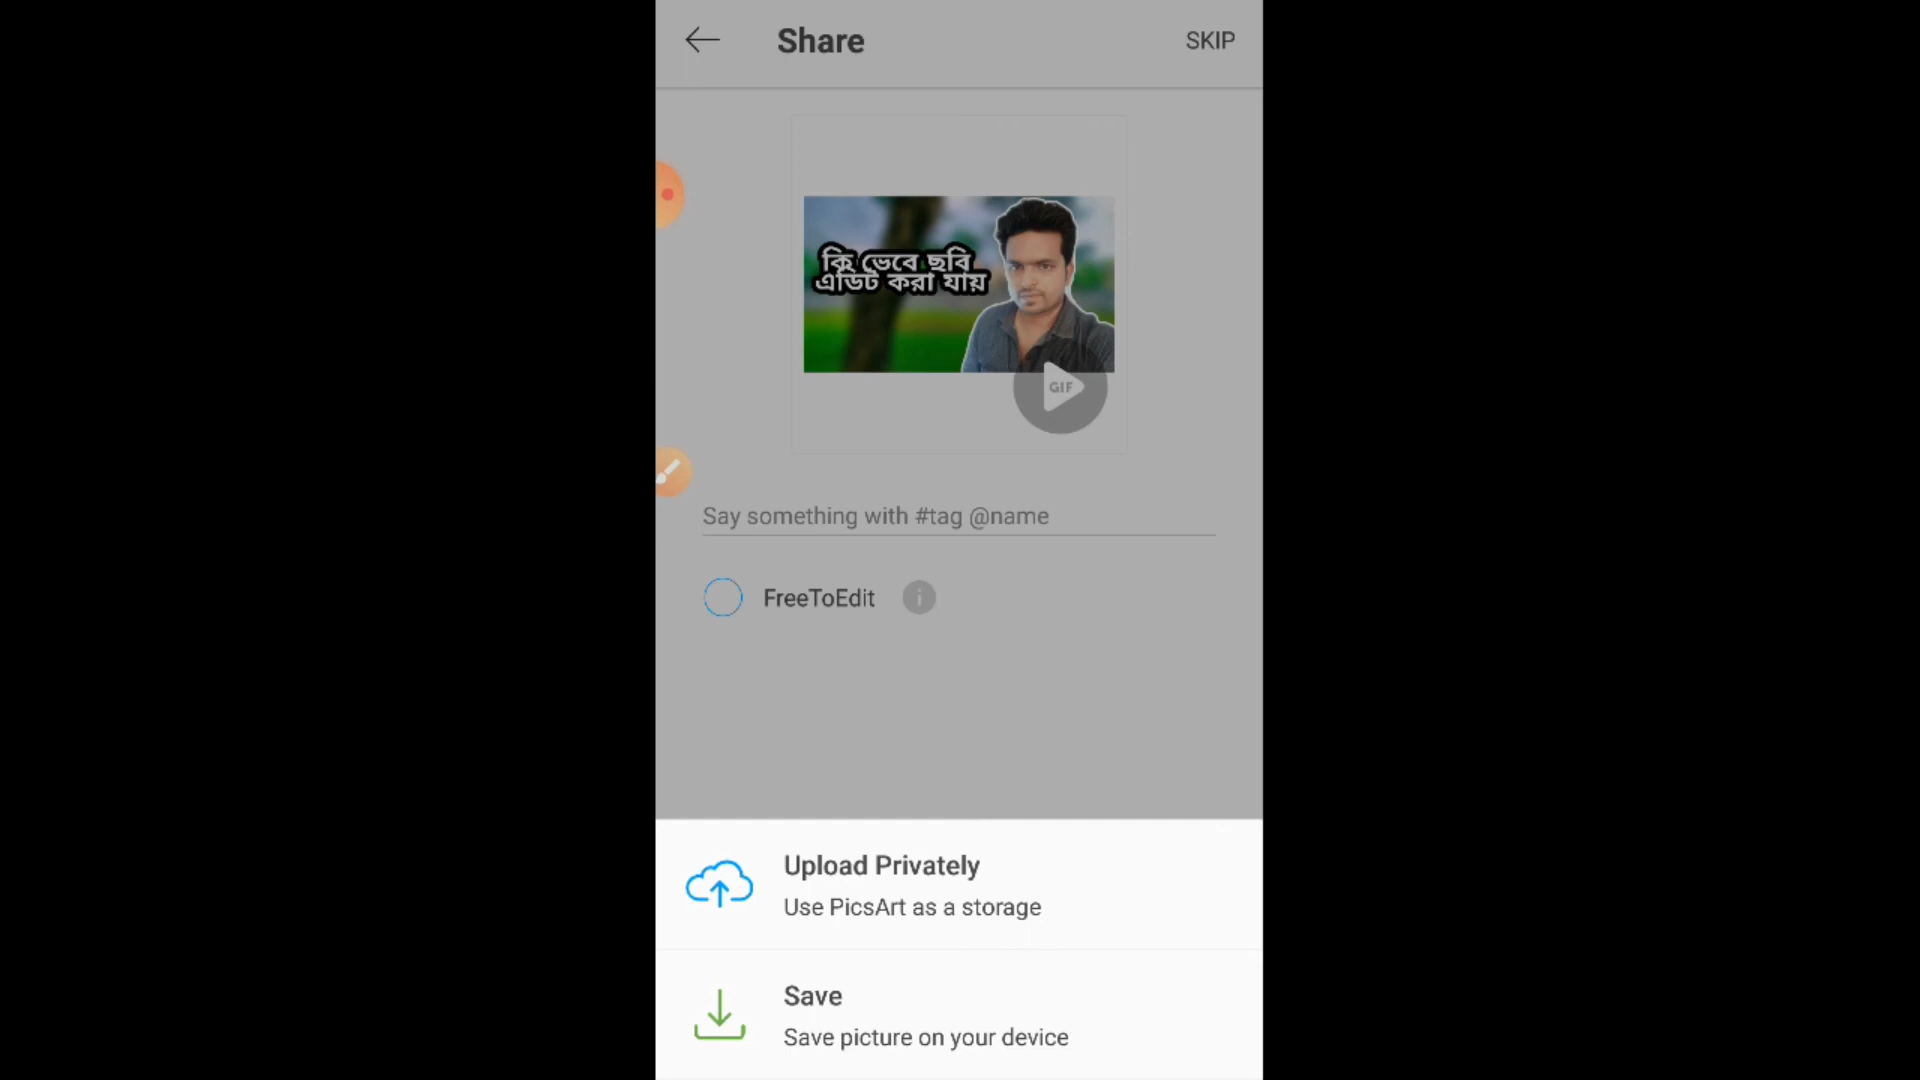 Share
SKIP
কি ভেবে ছবি
এডিট করা যায়
GIF
Say something with #tag @name
FreeToEdit
i
Upload Privately
Use PicsArt as a storage
Save
Save picture on your device